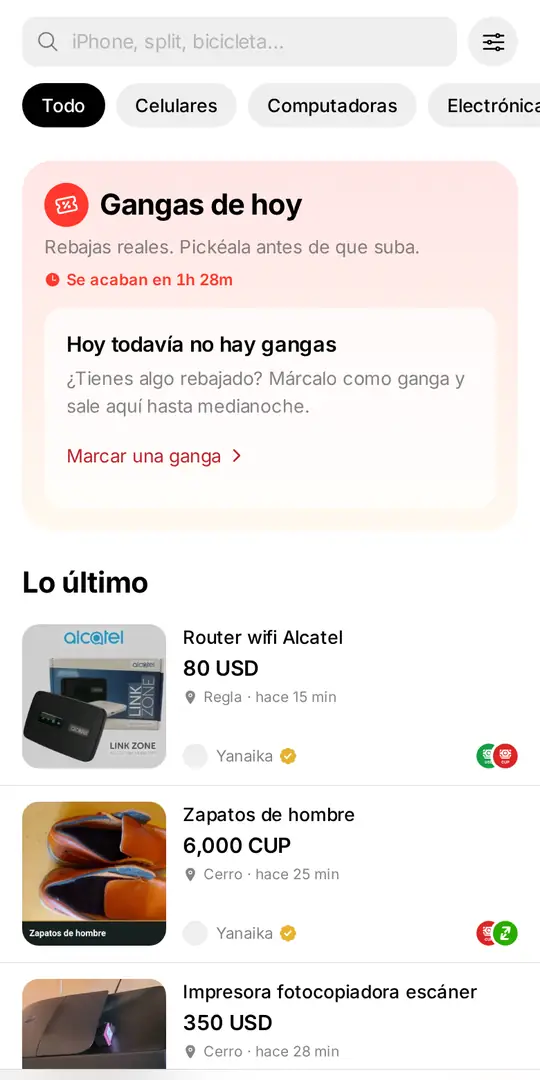 iPhone, split, bicicleta...
Todo
Celulares
Computadoras
Electrónica
Gangas de hoy
Rebajas reales. Pickéala antes de que suba.
Se acaban en 1h 28m
Hoy todavía no hay gangas
¿Tienes algo rebajado? Márcalo como ganga y
sale aquí hasta medianoche.
Marcar una ganga
Lo último
alcatel
LINK
ZONE
LINK ZONE
Router wifi Alcatel
80 USD
Regla · hace 15 min
Yanaika
CUP
Zapatos de hombre
Zapatos de hombre
6,000 CUP
Cerro · hace 25 min
Yanaika
Impresora fotocopiadora escáner
350 USD
Cerro · hace 28 min